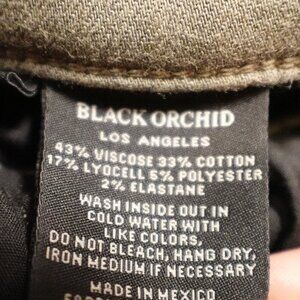 BLACK ORCHID
LOS ANGELES
43% VISCOSE 33% COTTON
17% LYOCELL 5% POLYESTER
2% ELASTANE
WASH INSIDE OUT IN
COLD WATER WITH
LIKE COLORS,
DO NOT BLEACH, HANG DRY,
IRON MEDIUM IF NECESSARY
MADE IN MEXICO